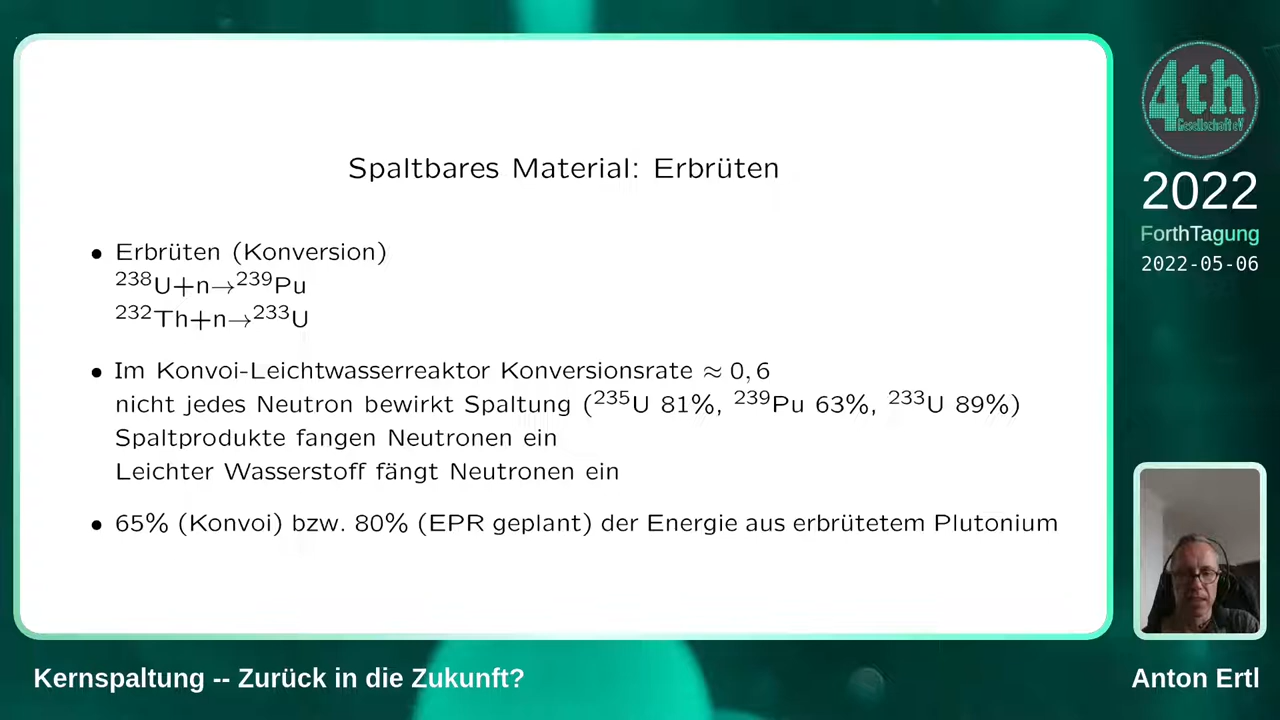 Spaltbares Material: Erbrüten
• Erbrüten (Konversion)
²³⁸U+n→²³⁹Pu
²³²Th+n→²³³U
• Im Konvoi-Leichtwasserreaktor Konversionsrate ≈ 0, 6
nicht jedes Neutron bewirkt Spaltung (²³⁵U 81%, ²³⁹Pu 63%, ²³³U 89%)
Spaltprodukte fangen Neutronen ein
Leichter Wasserstoff fängt Neutronen ein
• 65% (Konvoi) bzw. 80% (EPR geplant) der Energie aus erbrütetem Plutonium
4th
Gesellschaft eV
2022
ForthTagung
2022-05-06
Kernspaltung -- Zurück in die Zukunft?
Anton Ertl